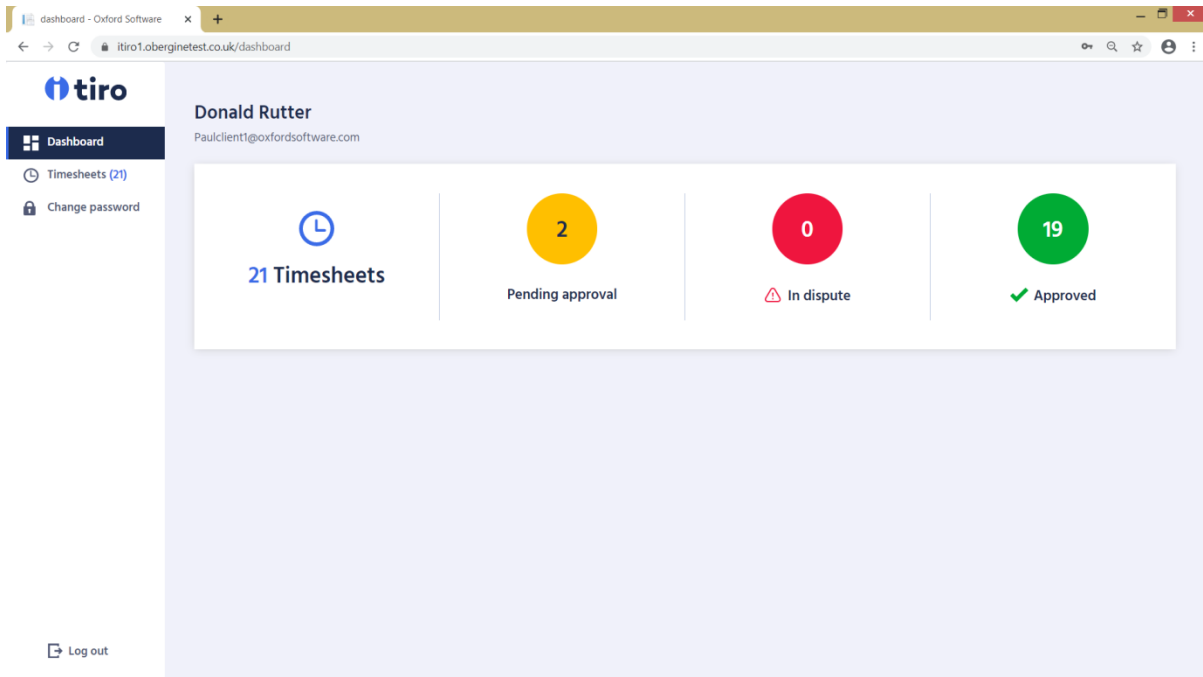 dashboard - Oxford Software
itiro1.oberginetest.co.uk/dashboard
itiro
Dashboard
Timesheets (21)
Change password
Log out
Donald Rutter
Paulclient1@oxfordsoftware.com
21 Timesheets
2
Pending approval
0
In dispute
19
Approved